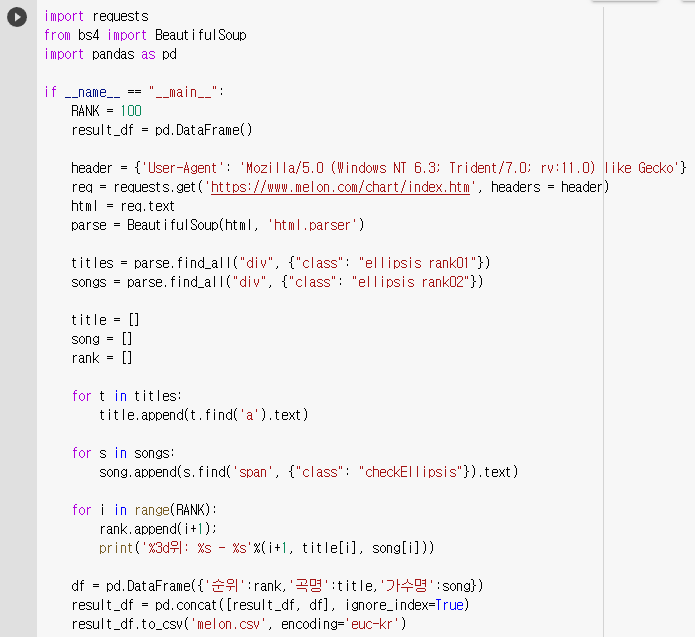 import requests
from bs4 import BeautifulSoup
import pandas as pd

if __name__ == "__main__":
    RANK = 100
    result_df = pd.DataFrame()

    header = {'User-Agent': 'Mozilla/5.0 (Windows NT 6.3; Trident/7.0; rv:11.0) like Gecko'}
    req = requests.get('https://www.melon.com/chart/index.htm', headers = header)
    html = req.text
    parse = BeautifulSoup(html, 'html.parser')

    titles = parse.find_all("div", {"class": "ellipsis rank01"})
    songs = parse.find_all("div", {"class": "ellipsis rank02"})

    title = []
    song = []
    rank = []

    for t in titles:
        title.append(t.find('a').text)

    for s in songs:
        song.append(s.find('span', {"class": "checkEllipsis"}).text)

    for i in range(RANK):
        rank.append(i+1);
        print('%3d위: %s - %s'%(i+1, title[i], song[i]))

    df = pd.DataFrame({'순위':rank,'곡명':title,'가수명':song})
    result_df = pd.concat([result_df, df], ignore_index=True)
    result_df.to_csv('melon.csv', encoding='euc-kr')